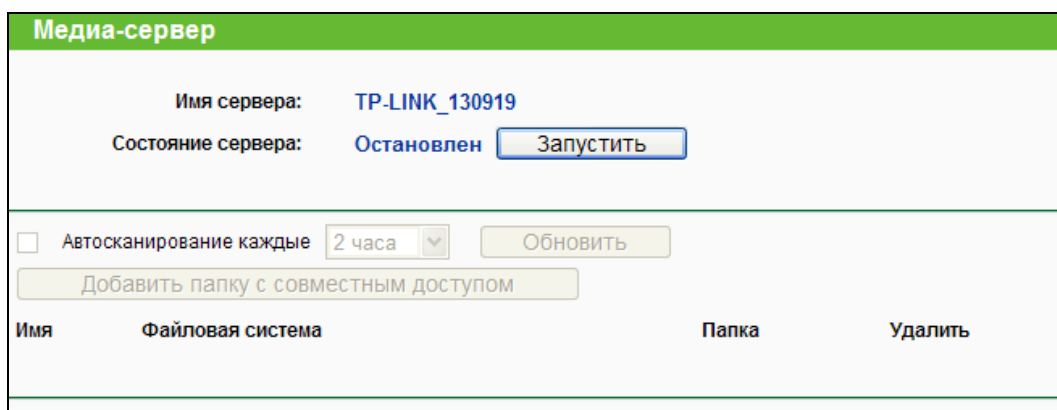 Медиа-сервер
Имя сервера: TP-LINK_130919
Состояние сервера: Остановлен Запустить
Автосканирование каждые 2 часа Обновить
Добавить папку с совместным доступом
Имя Файловая система Папка Удалить